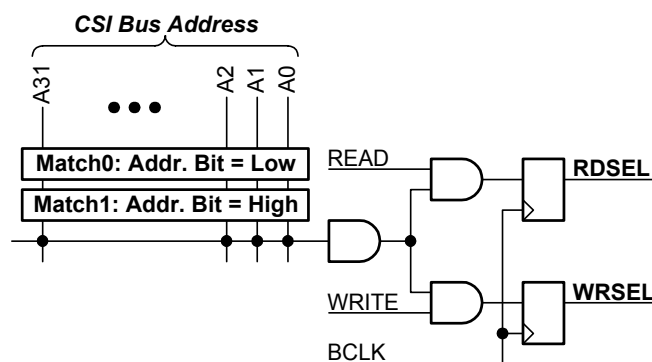 CSI Bus Address
A31
A2
A1
A0
Match0: Addr. Bit = Low
Match1: Addr. Bit = High
READ
RDSEL
WRITE
WRSEL
BCLK